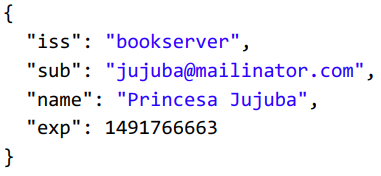 {
  "iss": "bookserver",
  "sub": "jujuba@mailinator.com",
  "name": "Princesa Jujuba",
  "exp": 1491766663
}